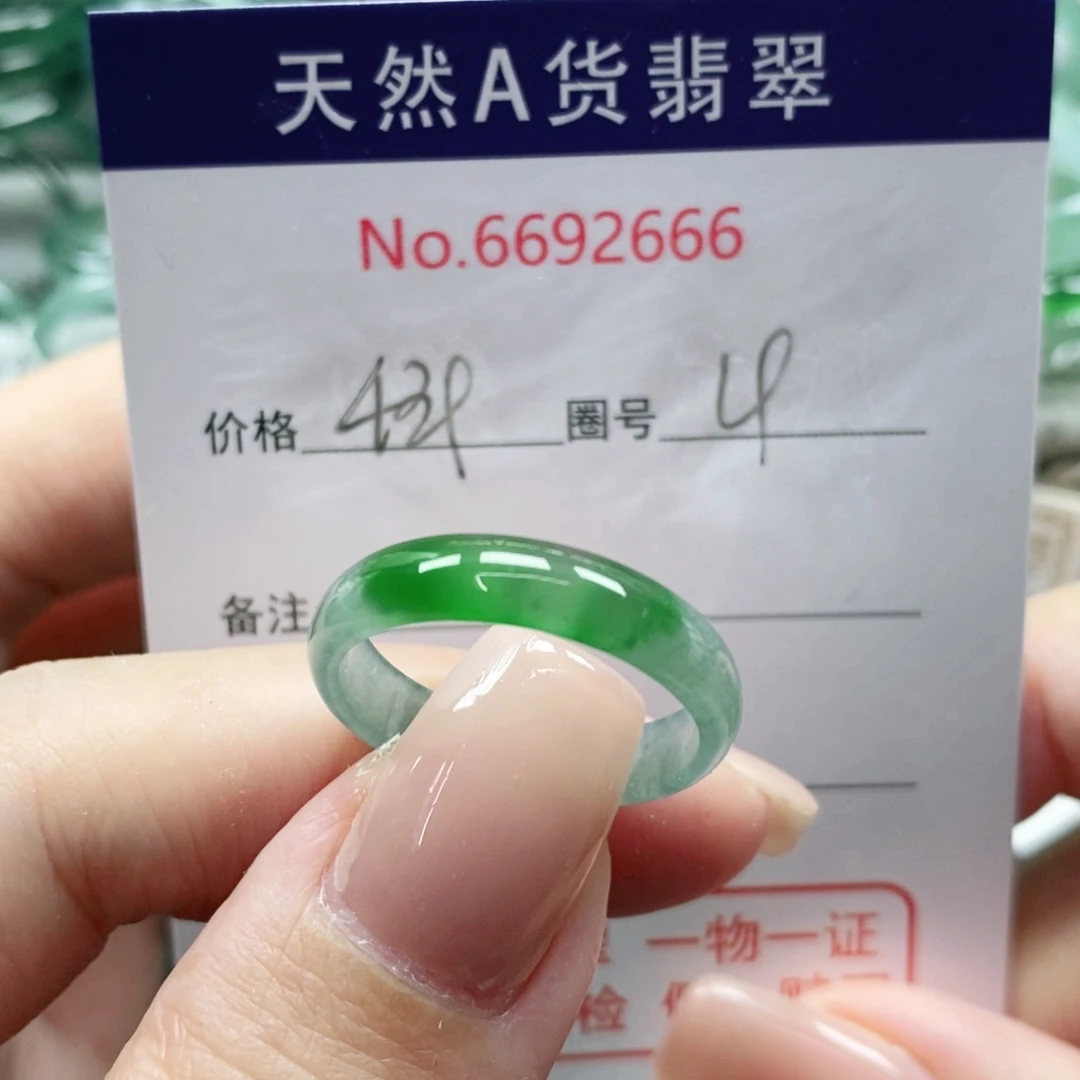 天然A货翡翠
No.6692666
价格 圈号 4
备注
一物一证
检